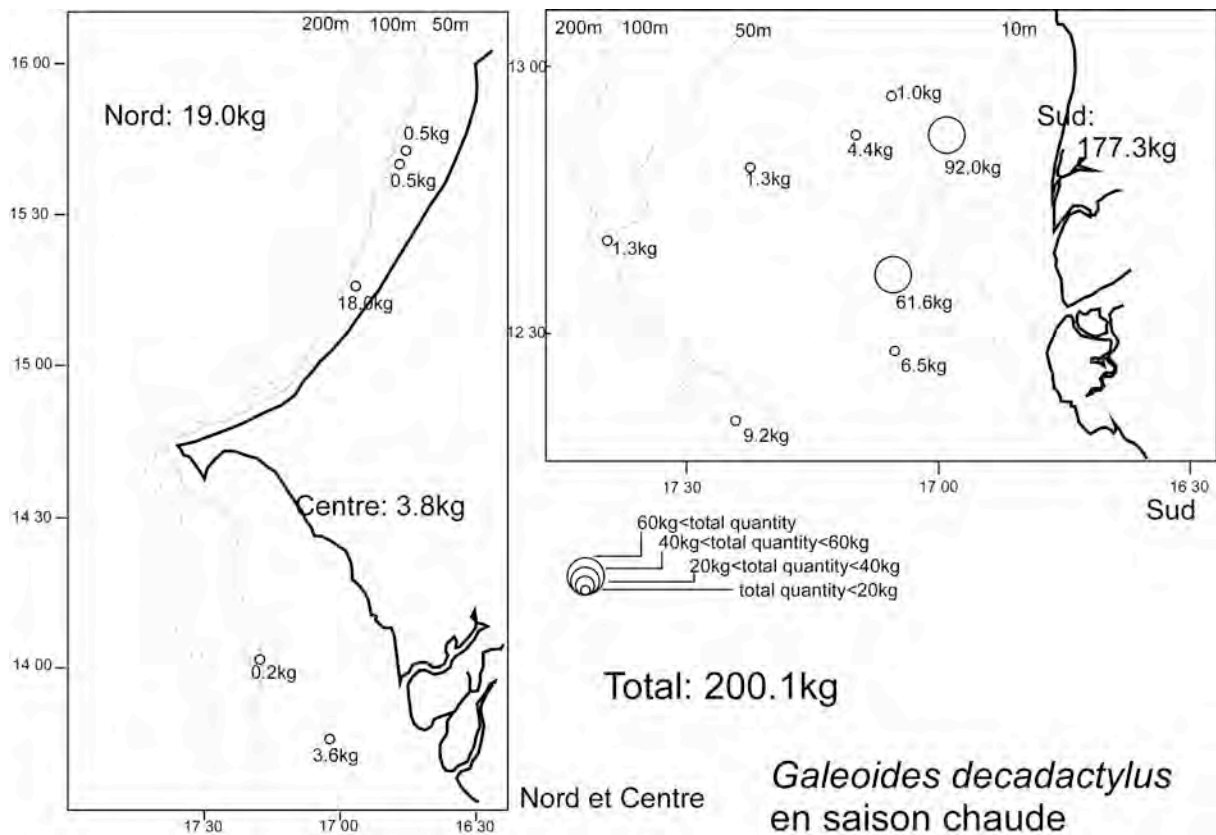 200m 100m 50m
16 00
Nord: 19.0kg
0.5kg
0.5kg
15 30
18.0kg
15 00
14 30
Centre: 3.8kg
14 00
0.2kg
3.6kg
17 30 17 00 16 30
Nord et Centre
200m 100m 50m 10m
13 00
1.0kg
4.4kg
92.0kg
Sud:
177.3kg
1.3kg
1.3kg
61.6kg
12 30
6.5kg
9.2kg
17 30 17 00 16 30
Sud
60kg<total quantity
40kg<total quantity<60kg
20kg<total quantity<40kg
total quantity<20kg
Total: 200.1kg
Galeoides decadactylus
en saison chaude